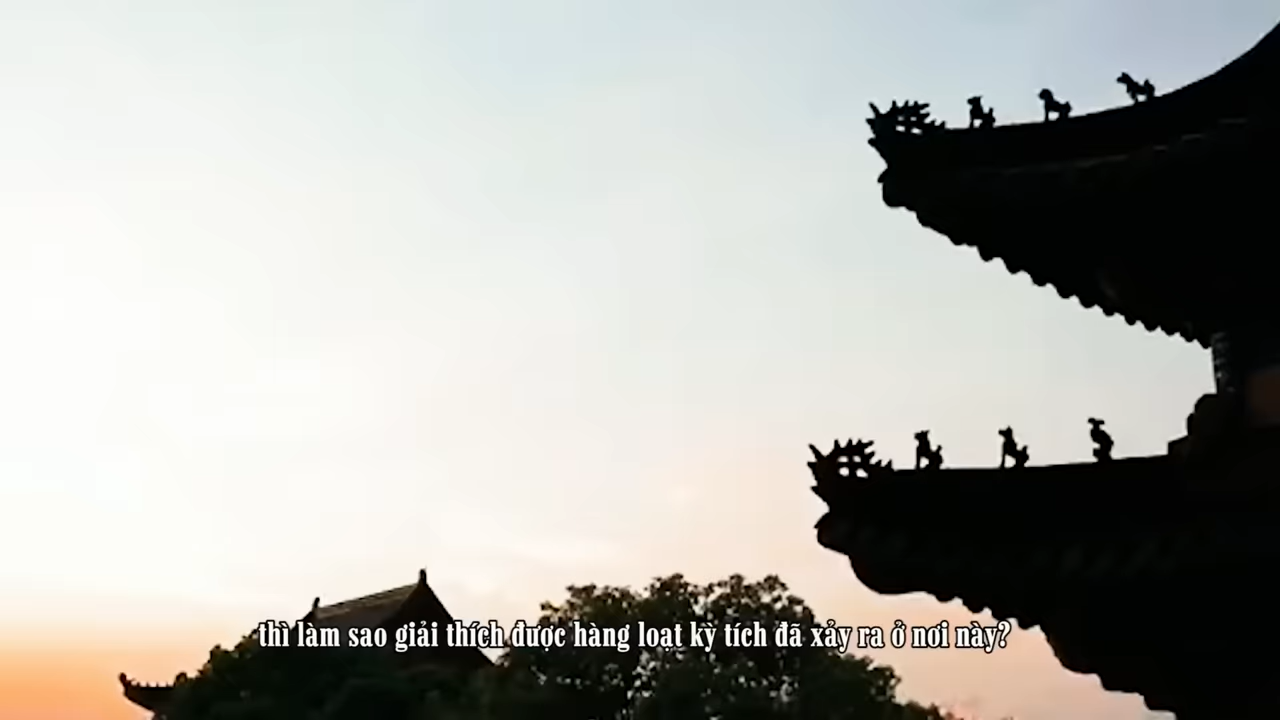 thì làm sao giải thích được hàng loạt kỳ tích đã xảy ra ở nơi này?